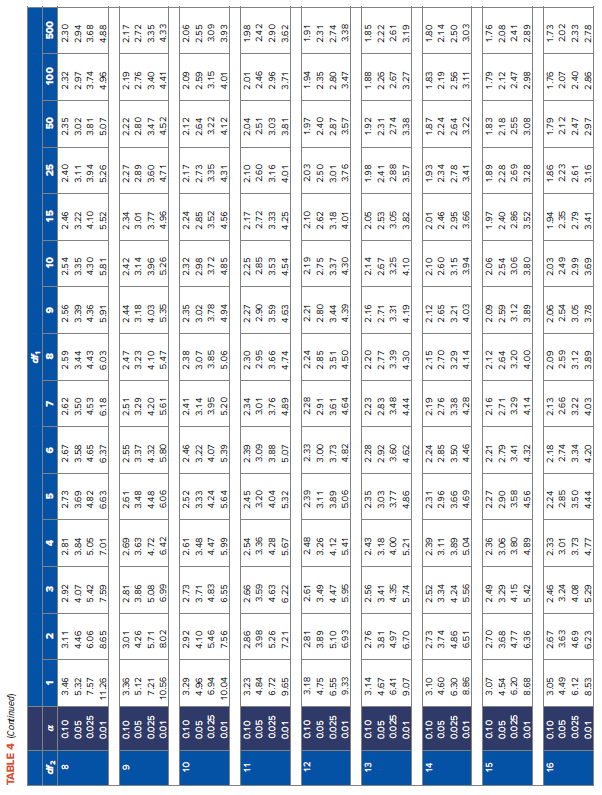 TABLE 4 (Continued)
df₁
df₂ α 1 2 3 4 5 6 7 8 9 10 15 25 50 100 500
8 0.10 3.46 3.11 2.92 2.81 2.73 2.67 2.62 2.59 2.56 2.54 2.46 2.40 2.35 2.32 2.30
0.05 5.32 4.46 4.07 3.84 3.69 3.58 3.50 3.44 3.39 3.35 3.22 3.11 3.02 2.97 2.94
0.025 7.57 6.06 5.42 5.05 4.82 4.65 4.53 4.43 4.36 4.30 4.10 3.94 3.81 3.74 3.68
0.01 11.26 8.65 7.59 7.01 6.63 6.37 6.18 6.03 5.91 5.81 5.52 5.26 5.07 4.96 4.88
9 0.10 3.36 3.01 2.81 2.69 2.61 2.55 2.51 2.47 2.44 2.42 2.34 2.27 2.22 2.19 2.17
0.05 5.12 4.26 3.86 3.63 3.48 3.37 3.29 3.23 3.18 3.14 3.01 2.89 2.80 2.76 2.72
0.025 7.21 5.71 5.08 4.72 4.48 4.32 4.20 4.10 4.03 3.96 3.77 3.60 3.47 3.40 3.35
0.01 10.56 8.02 6.99 6.42 6.06 5.80 5.61 5.47 5.35 5.26 4.96 4.71 4.52 4.41 4.33
10 0.10 3.29 2.92 2.73 2.61 2.52 2.46 2.41 2.38 2.35 2.32 2.24 2.17 2.12 2.09 2.06
0.05 4.96 4.10 3.71 3.48 3.33 3.22 3.14 3.07 3.02 2.98 2.85 2.73 2.64 2.59 2.55
0.025 6.94 5.46 4.83 4.47 4.24 4.07 3.95 3.85 3.78 3.72 3.52 3.35 3.22 3.15 3.09
0.01 10.04 7.56 6.55 5.99 5.64 5.39 5.20 5.06 4.94 4.85 4.56 4.31 4.12 4.01 3.93
11 0.10 3.23 2.86 2.66 2.54 2.45 2.39 2.34 2.30 2.27 2.25 2.17 2.10 2.04 2.01 1.98
0.05 4.84 3.98 3.59 3.36 3.20 3.09 3.01 2.95 2.90 2.85 2.72 2.60 2.51 2.46 2.42
0.025 6.72 5.26 4.63 4.28 4.04 3.88 3.76 3.66 3.59 3.53 3.33 3.16 3.03 2.96 2.90
0.01 9.65 7.21 6.22 5.67 5.32 5.07 4.89 4.74 4.63 4.54 4.25 4.01 3.81 3.71 3.62
12 0.10 3.18 2.81 2.61 2.48 2.39 2.33 2.28 2.24 2.21 2.19 2.10 2.03 1.97 1.94 1.91
0.05 4.75 3.89 3.49 3.26 3.11 3.00 2.91 2.85 2.80 2.75 2.62 2.50 2.40 2.35 2.31
0.025 6.55 5.10 4.47 4.12 3.89 3.73 3.61 3.51 3.44 3.37 3.18 3.01 2.87 2.80 2.74
0.01 9.33 6.93 5.95 5.41 5.06 4.82 4.64 4.50 4.39 4.30 4.01 3.76 3.57 3.47 3.38
13 0.10 3.14 2.76 2.56 2.43 2.35 2.28 2.23 2.20 2.16 2.14 2.05 1.98 1.92 1.88 1.85
0.05 4.67 3.81 3.41 3.18 3.03 2.92 2.83 2.77 2.71 2.67 2.53 2.41 2.31 2.26 2.22
0.025 6.41 4.97 4.35 4.00 3.77 3.60 3.48 3.39 3.31 3.25 3.05 2.88 2.74 2.67 2.61
0.01 9.07 6.70 5.74 5.21 4.86 4.62 4.44 4.30 4.19 4.10 3.82 3.57 3.38 3.27 3.19
14 0.10 3.10 2.73 2.52 2.39 2.31 2.24 2.19 2.15 2.12 2.10 2.01 1.93 1.87 1.83 1.80
0.05 4.60 3.74 3.34 3.11 2.96 2.85 2.76 2.70 2.65 2.60 2.46 2.34 2.24 2.19 2.14
0.025 6.30 4.86 4.24 3.89 3.66 3.50 3.38 3.29 3.21 3.15 2.95 2.78 2.64 2.56 2.50
0.01 8.86 6.51 5.56 5.04 4.69 4.46 4.28 4.14 4.03 3.94 3.66 3.41 3.22 3.11 3.03
15 0.10 3.07 2.70 2.49 2.36 2.27 2.21 2.16 2.12 2.09 2.06 1.97 1.89 1.83 1.79 1.76
0.05 4.54 3.68 3.29 3.06 2.90 2.79 2.71 2.64 2.59 2.54 2.40 2.28 2.18 2.12 2.08
0.025 6.20 4.77 4.15 3.80 3.58 3.41 3.29 3.20 3.12 3.06 2.86 2.69 2.55 2.47 2.41
0.01 8.68 6.36 5.42 4.89 4.56 4.32 4.14 4.00 3.89 3.80 3.52 3.28 3.08 2.98 2.89
16 0.10 3.05 2.67 2.46 2.33 2.24 2.18 2.13 2.09 2.06 2.03 1.94 1.86 1.79 1.76 1.73
0.05 4.49 3.63 3.24 3.01 2.85 2.74 2.66 2.59 2.54 2.49 2.35 2.23 2.12 2.07 2.02
0.025 6.12 4.69 4.08 3.73 3.50 3.34 3.22 3.12 3.05 2.99 2.79 2.61 2.47 2.40 2.33
0.01 8.53 6.23 5.29 4.77 4.44 4.20 4.03 3.89 3.78 3.69 3.41 3.16 2.97 2.86 2.78